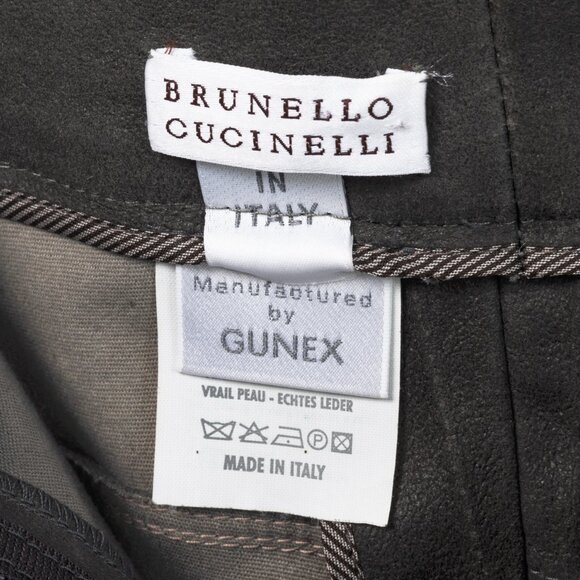 BRUNELLO
CUCINELLI
IN
ITALY
Manufactured
by
GUNEX
VRAIL PEAU - ECHTES LEDER
P
MADE IN ITALY